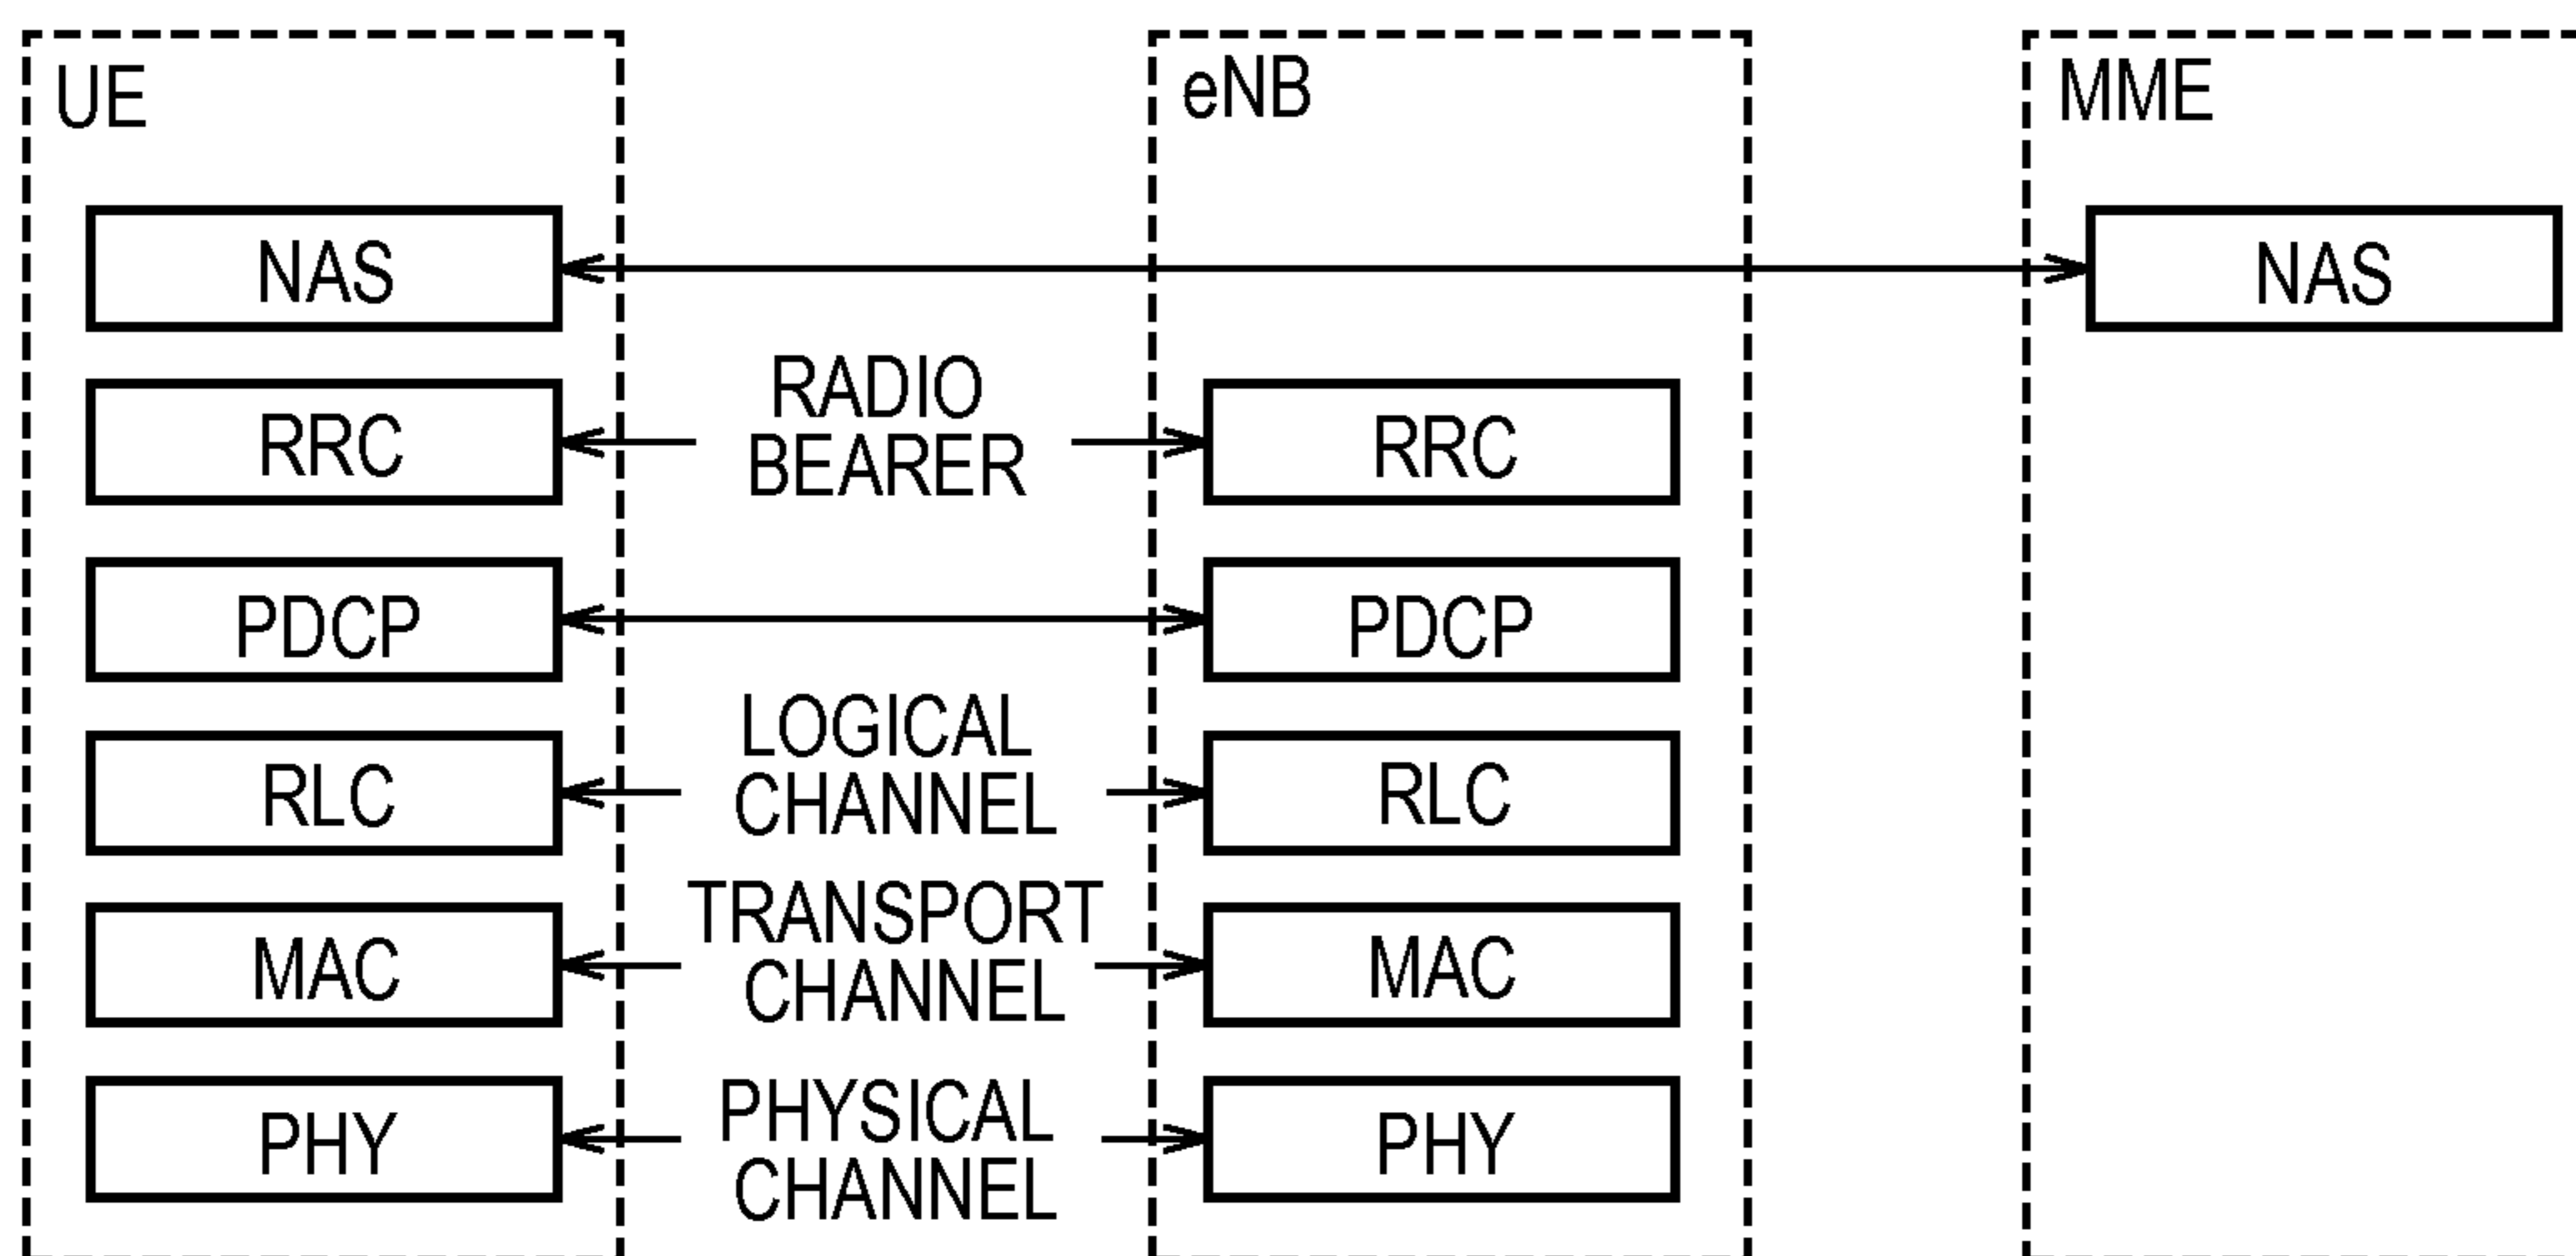 UE
eNB
MME
NAS
NAS
RADIO
BEARER
RRC
RRC
PDCP
PDCP
LOGICAL
CHANNEL
RLC
RLC
TRANSPORT
CHANNEL
MAC
MAC
PHYSICAL
CHANNEL
PHY
PHY